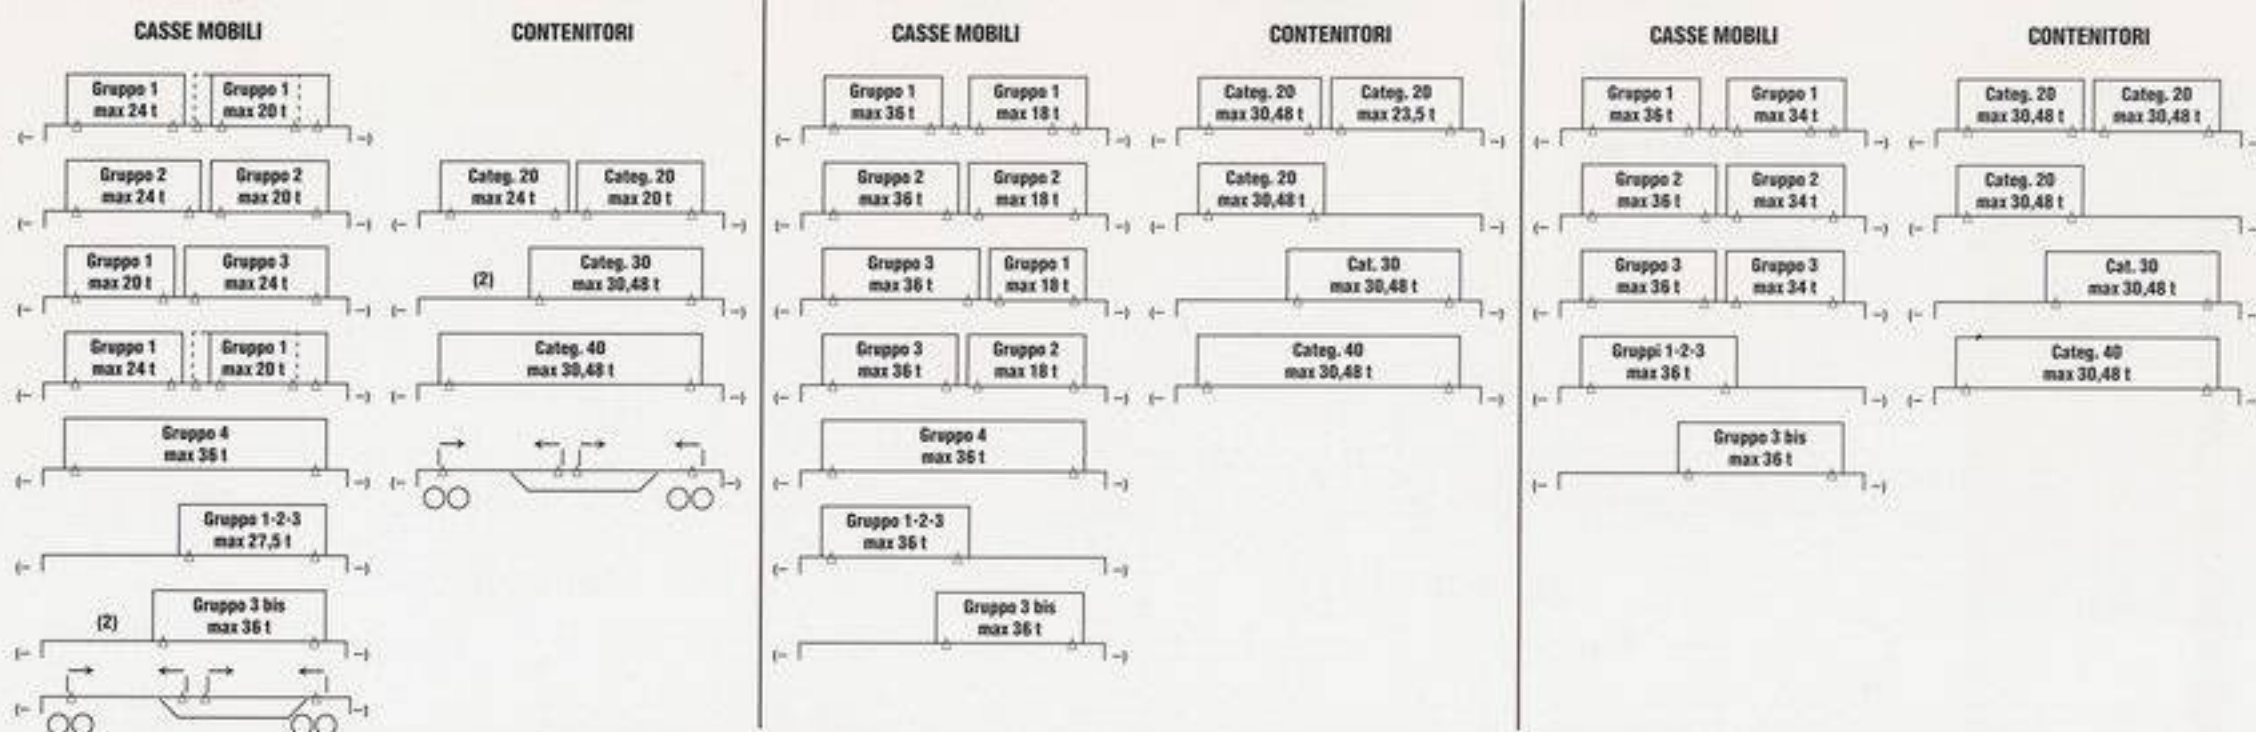 CASSE MOBILI
Gruppo 1
max 24 t
Gruppo 1
max 20 t
Gruppo 2
max 24 t
Gruppo 2
max 20 t
Gruppo 1
max 20 t
Gruppo 3
max 24 t
Gruppo 1
max 24 t
Gruppo 1
max 20 t
Gruppo 4
max 36 t
Gruppo 1-2-3
max 27,5 t
(2)
Gruppo 3 bis
max 36 t
CONTENITORI
Categ. 20
max 24 t
Categ. 20
max 20 t
(2)
Categ. 30
max 30,48 t
Categ. 40
max 30,48 t
CASSE MOBILI
Gruppo 1
max 36 t
Gruppo 1
max 18 t
Gruppo 2
max 36 t
Gruppo 2
max 18 t
Gruppo 3
max 36 t
Gruppo 1
max 18 t
Gruppo 3
max 36 t
Gruppo 2
max 18 t
Gruppo 4
max 36 t
Gruppo 1-2-3
max 36 t
Gruppo 3 bis
max 36 t
CONTENITORI
Categ. 20
max 30,48 t
Categ. 20
max 23,5 t
Categ. 20
max 30,48 t
Cat. 30
max 30,48 t
Categ. 40
max 30,48 t
CASSE MOBILI
Gruppo 1
max 36 t
Gruppo 1
max 34 t
Gruppo 2
max 36 t
Gruppo 2
max 34 t
Gruppo 3
max 36 t
Gruppo 3
max 34 t
Gruppi 1-2-3
max 36 t
Gruppo 3 bis
max 36 t
CONTENITORI
Categ. 20
max 30,48 t
Categ. 20
max 30,48 t
Categ. 20
max 30,48 t
Cat. 30
max 30,48 t
Categ. 40
max 30,48 t